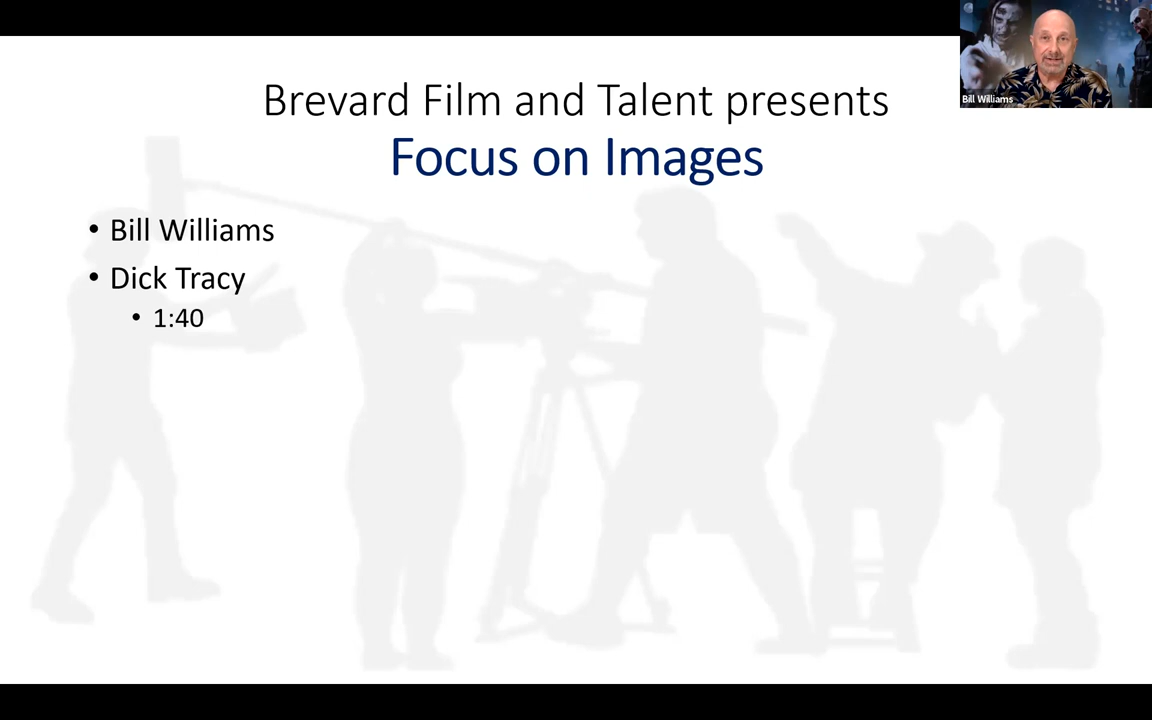 Brevard Film and Talent presents
Focus on Images
• Bill Williams
• Dick Tracy
• 1:40
Bill Williams